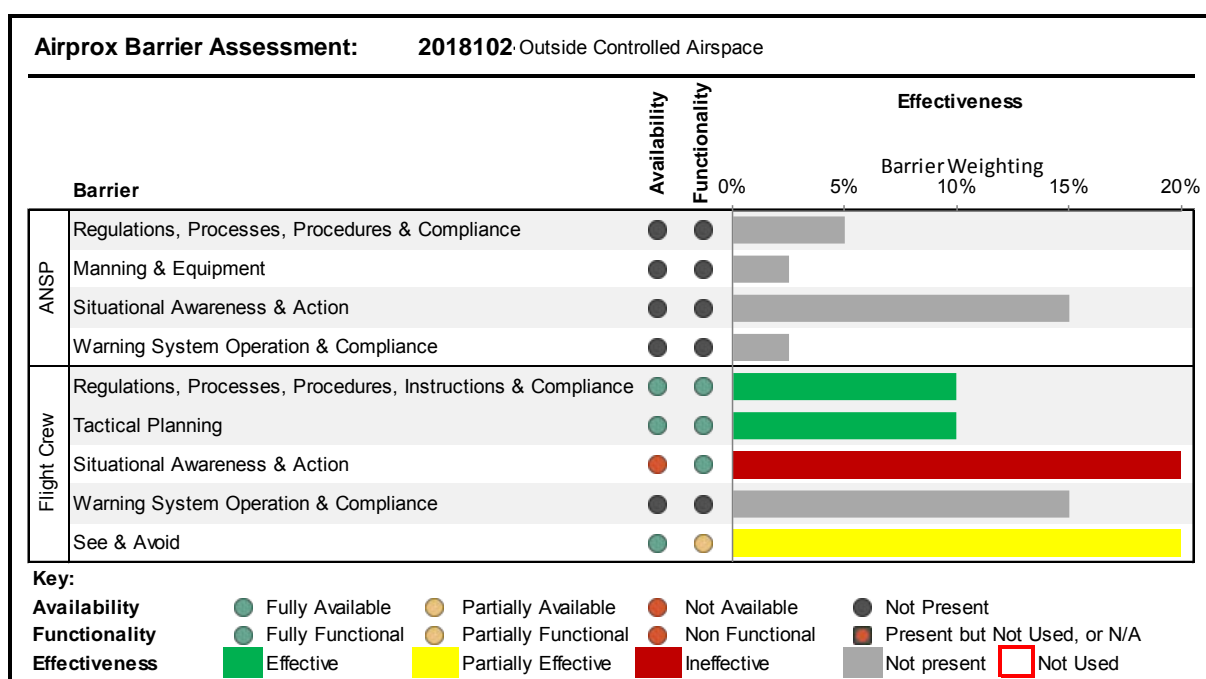 Airprox Barrier Assessment: 2018102 Outside Controlled Airspace
Availability
Functionality
Effectiveness
Barrier Weighting
Barrier
0% 5% 10% 15% 20%
ANSP
Regulations, Processes, Procedures & Compliance
Manning & Equipment
Situational Awareness & Action
Warning System Operation & Compliance
Flight Crew
Regulations, Processes, Procedures, Instructions & Compliance
Tactical Planning
Situational Awareness & Action
Warning System Operation & Compliance
See & Avoid
Key:
Availability Fully Available Partially Available Not Available Not Present
Functionality Fully Functional Partially Functional Non Functional Present but Not Used, or N/A
Effectiveness Effective Partially Effective Ineffective Not present Not Used